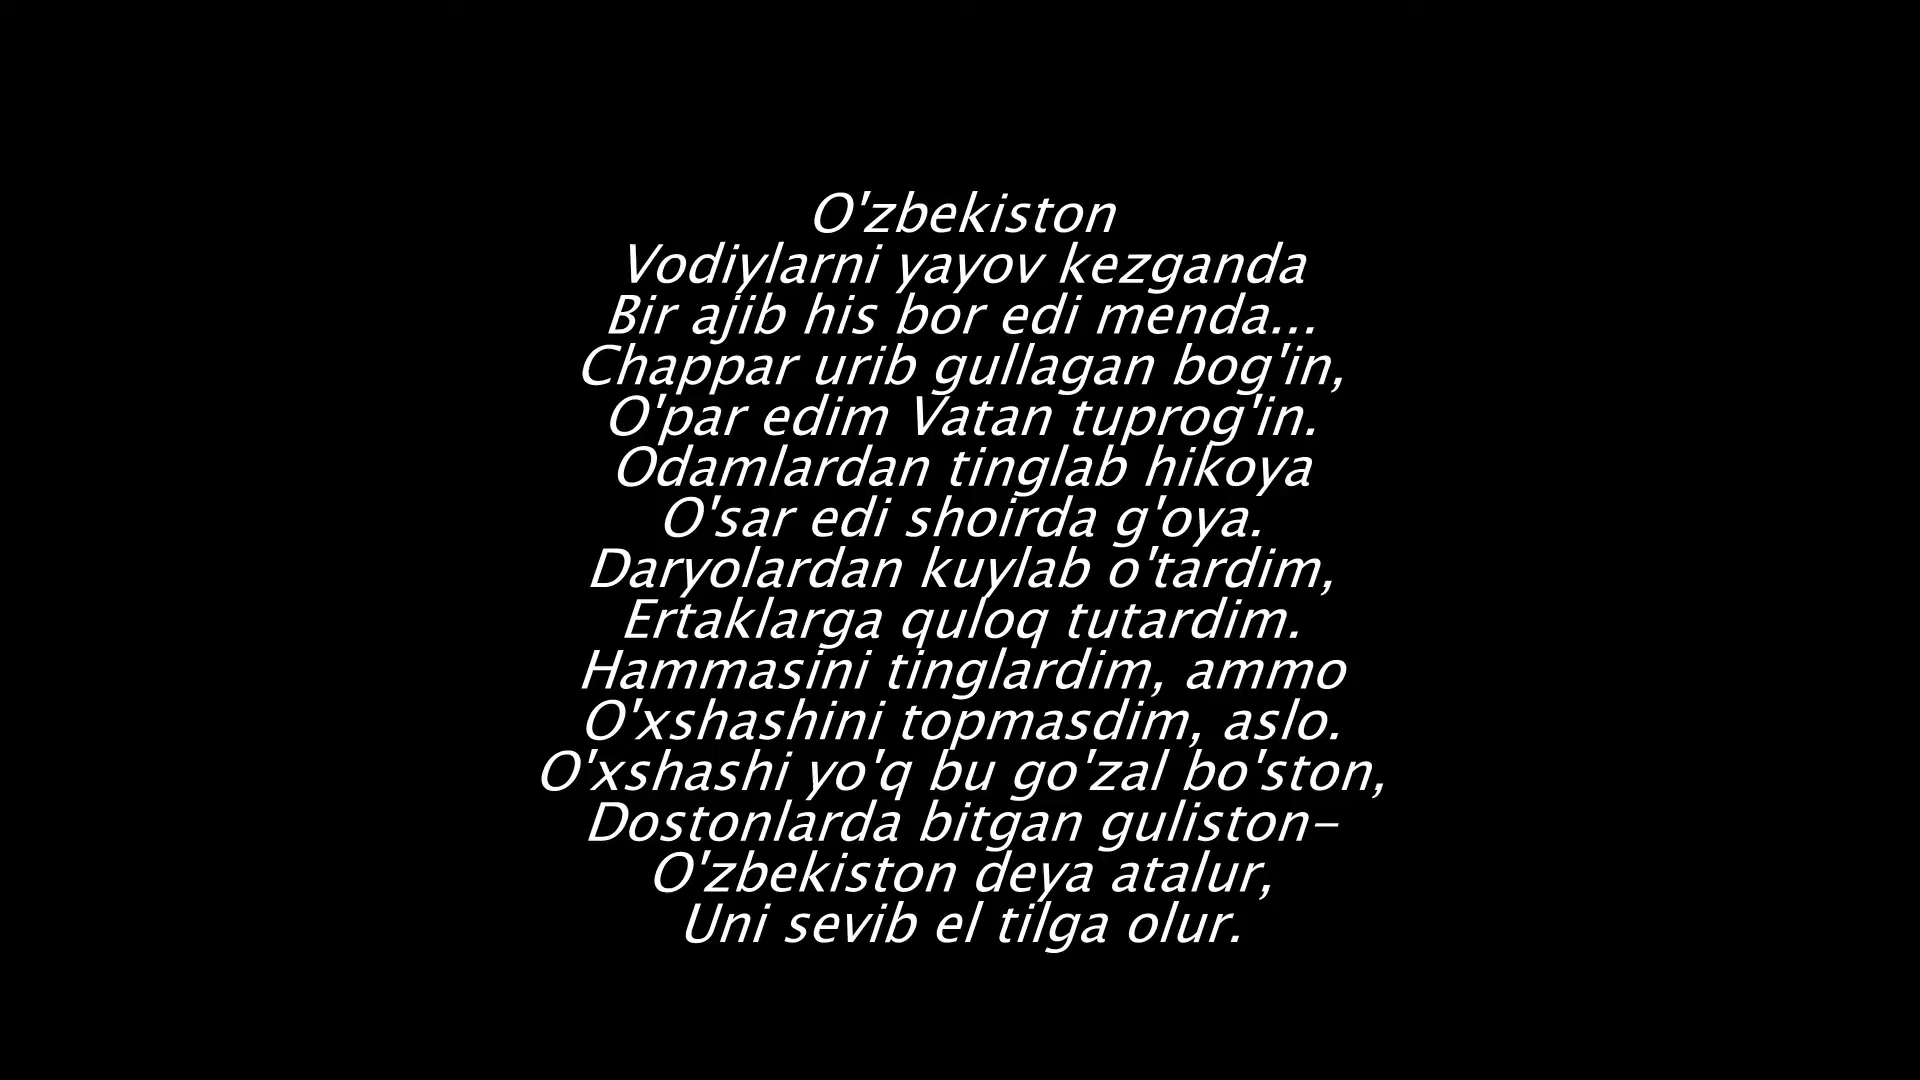 O'zbekiston
Vodiylarni yayov kezganda
Bir ajib his bor edi menda...
Chappar urib gullagan bog'in,
O'par edim Vatan tuprog'in.
Odamlardan tinglab hikoya
O'sar edi shoirda g'oya.
Daryolardan kuylab o'tardim,
Ertaklarga quloq tutardim.
Hammasini tinglardim, ammo
O'xshashini topmasdim, aslo.
O'xshashi yo'q bu go'zal bo'ston,
Dostonlarda bitgan guliston-
O'zbekiston deya atalur,
Uni sevib el tilga olur.